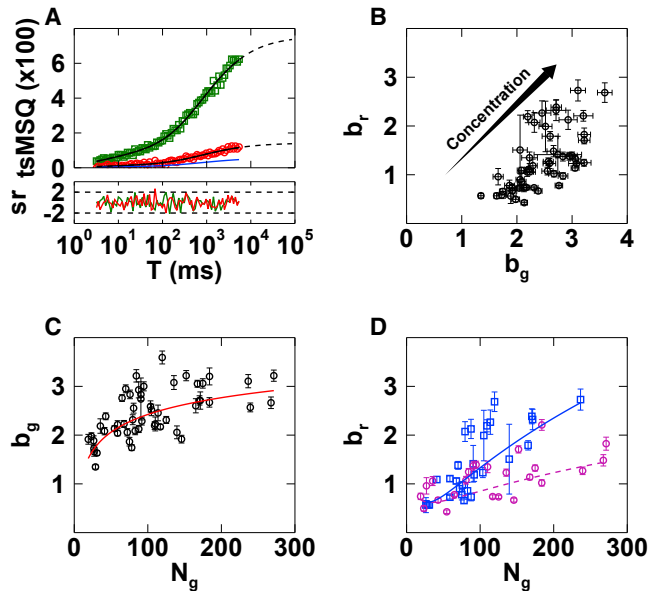 A
tsMSQ (x100)
6
4
2
0
sr
2
-2
10^0 10^1 10^2 10^3 10^4 10^5
T (ms)
B
b_r
3
2
1
0 1 2 3 4
b_g
Concentration
C
b_g
3
2
1
0 100 200 300
N_g
D
b_r
3
2
1
0 100 200 300
N_g